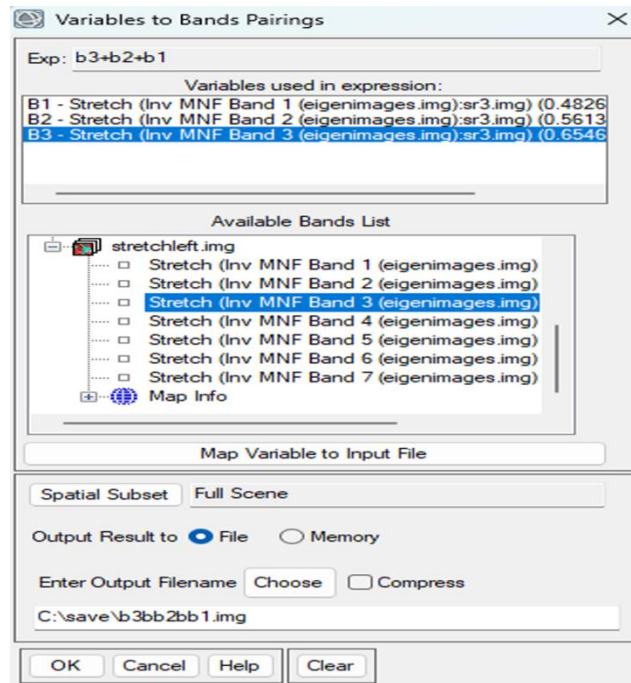 Variables to Bands Pairings
Exp: b3+b2+b1
Variables used in expression:
B1 - Stretch (Inv MNF Band 1 (eigenimages.img):sr3.img) (0.4826
B2 - Stretch (Inv MNF Band 2 (eigenimages.img):sr3.img) (0.5613
B3 - Stretch (Inv MNF Band 3 (eigenimages.img):sr3.img) (0.6546
Available Bands List
stretchleft.img
Stretch (Inv MNF Band 1 (eigenimages.img)
Stretch (Inv MNF Band 2 (eigenimages.img)
Stretch (Inv MNF Band 3 (eigenimages.img)
Stretch (Inv MNF Band 4 (eigenimages.img)
Stretch (Inv MNF Band 5 (eigenimages.img)
Stretch (Inv MNF Band 6 (eigenimages.img)
Stretch (Inv MNF Band 7 (eigenimages.img)
Map Info
Map Variable to Input File
Spatial Subset Full Scene
Output Result to File Memory
Enter Output Filename Choose Compress
C:\save\b3bb2bb1.img
OK Cancel Help Clear